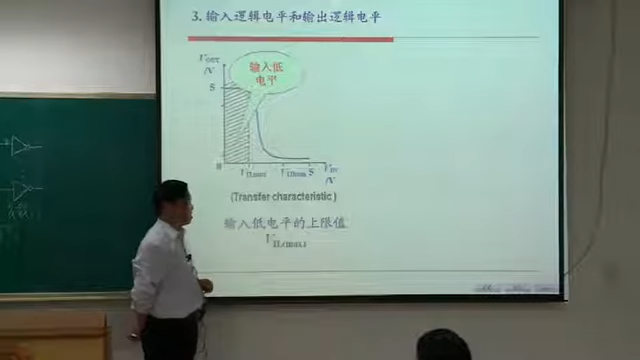 3. 输入逻辑电平和输出逻辑电平
V_OUT
/V
5
输入低
电平
0
V_IL(max)
V_IH(min)
5
V_IN
/V
(Transfer characteristic)
输入低电平的上限值
V_IL(max)